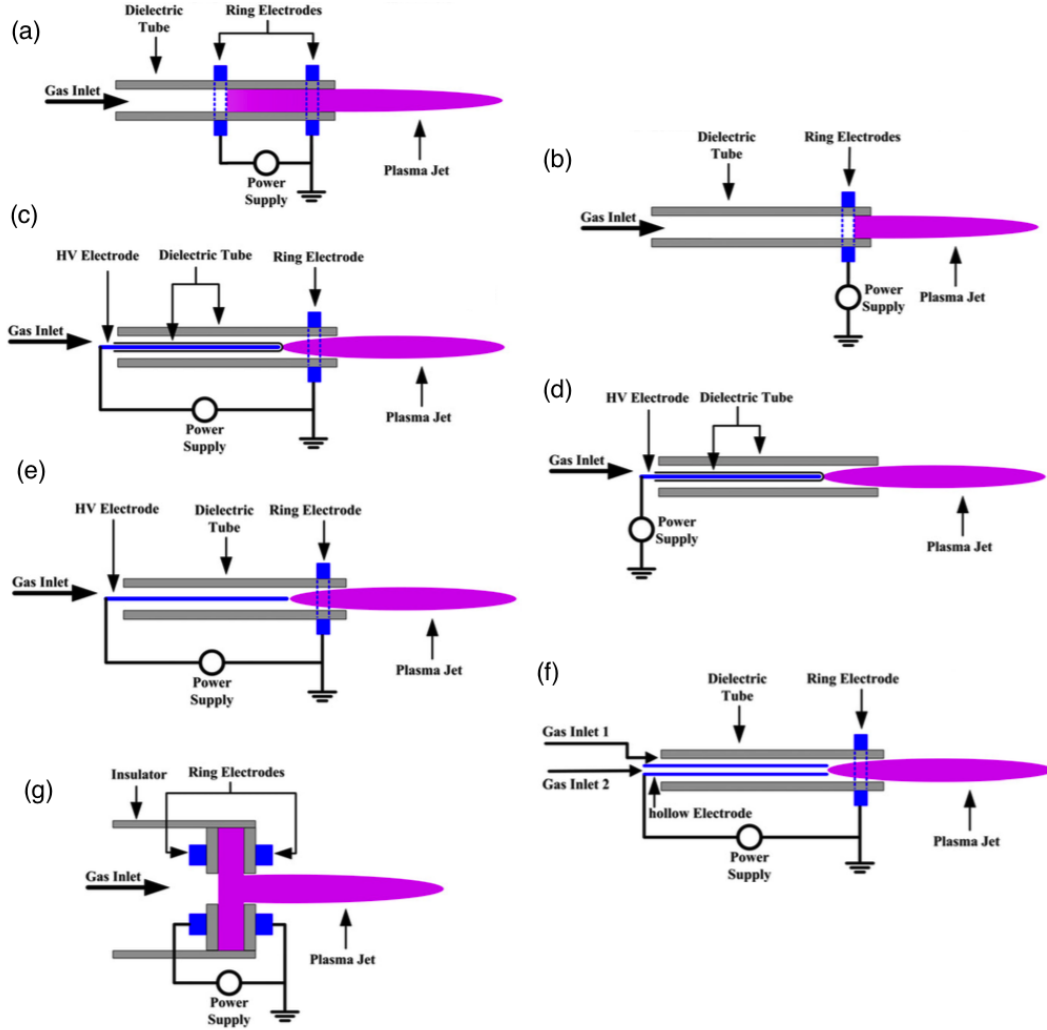 (a)
Dielectric
Tube
Ring Electrodes
Gas Inlet
Power
Supply
Plasma Jet
(b)
Dielectric
Tube
Ring Electrodes
Gas Inlet
Power
Supply
Plasma Jet
(c)
HV Electrode
Dielectric Tube
Ring Electrode
Gas Inlet
Power
Supply
Plasma Jet
(d)
HV Electrode
Dielectric Tube
Gas Inlet
Power
Supply
Plasma Jet
(e)
HV Electrode
Dielectric
Tube
Ring Electrode
Gas Inlet
Power
Supply
Plasma Jet
(f)
Dielectric
Tube
Ring Electrode
Gas Inlet 1
Gas Inlet 2
hollow Electrode
Power
Supply
Plasma Jet
(g)
Insulator
Ring Electrodes
Gas Inlet
Plasma Jet
Power
Supply